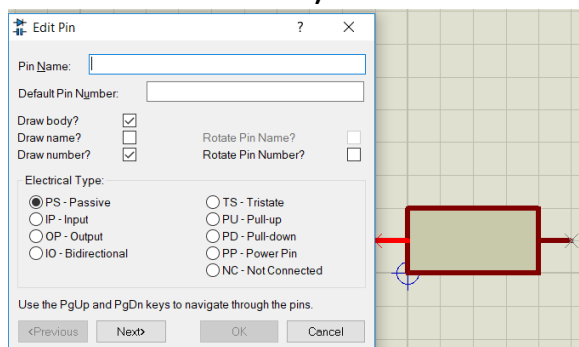 Edit Pin ? ×
Pin Name:
Default Pin Number:
Draw body?
Draw name? Rotate Pin Name?
Draw number? Rotate Pin Number?
Electrical Type:
PS - Passive TS - Tristate
IP - Input PU - Pull-up
OP - Output PD - Pull-down
IO - Bidirectional PP - Power Pin
NC - Not Connected
Use the PgUp and PgDn keys to navigate through the pins.
<Previous Next> OK Cancel